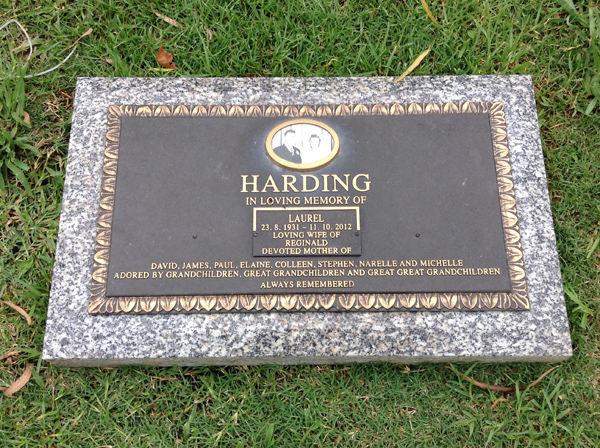 HARDING
IN LOVING MEMORY OF
LAUREL
23. 8. 1931 – 11. 10. 2012
LOVING WIFE OF
REGINALD
DEVOTED MOTHER OF
DAVID, JAMES, PAUL, ELAINE, COLLEEN, STEPHEN, NARELLE AND MICHELLE
ADORED BY GRANDCHILDREN, GREAT GRANDCHILDREN AND GREAT GREAT GRANDCHILDREN
ALWAYS REMEMBERED